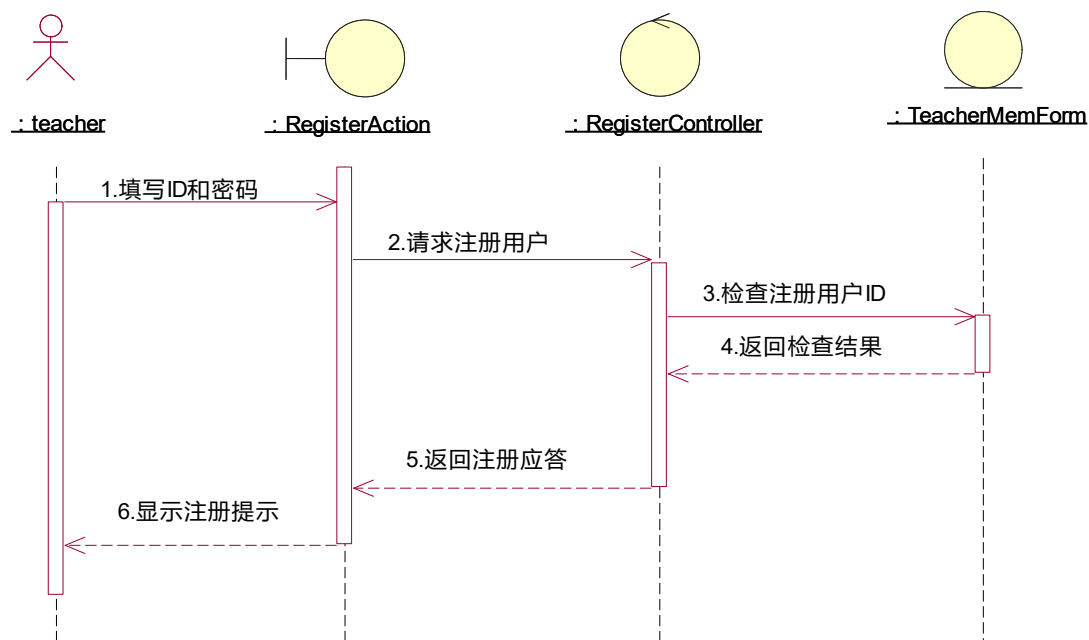 : teacher
: RegisterAction
: RegisterController
: TeacherMemForm
1.填写ID和密码
2.请求注册用户
3.检查注册用户ID
4.返回检查结果
5.返回注册应答
6.显示注册提示